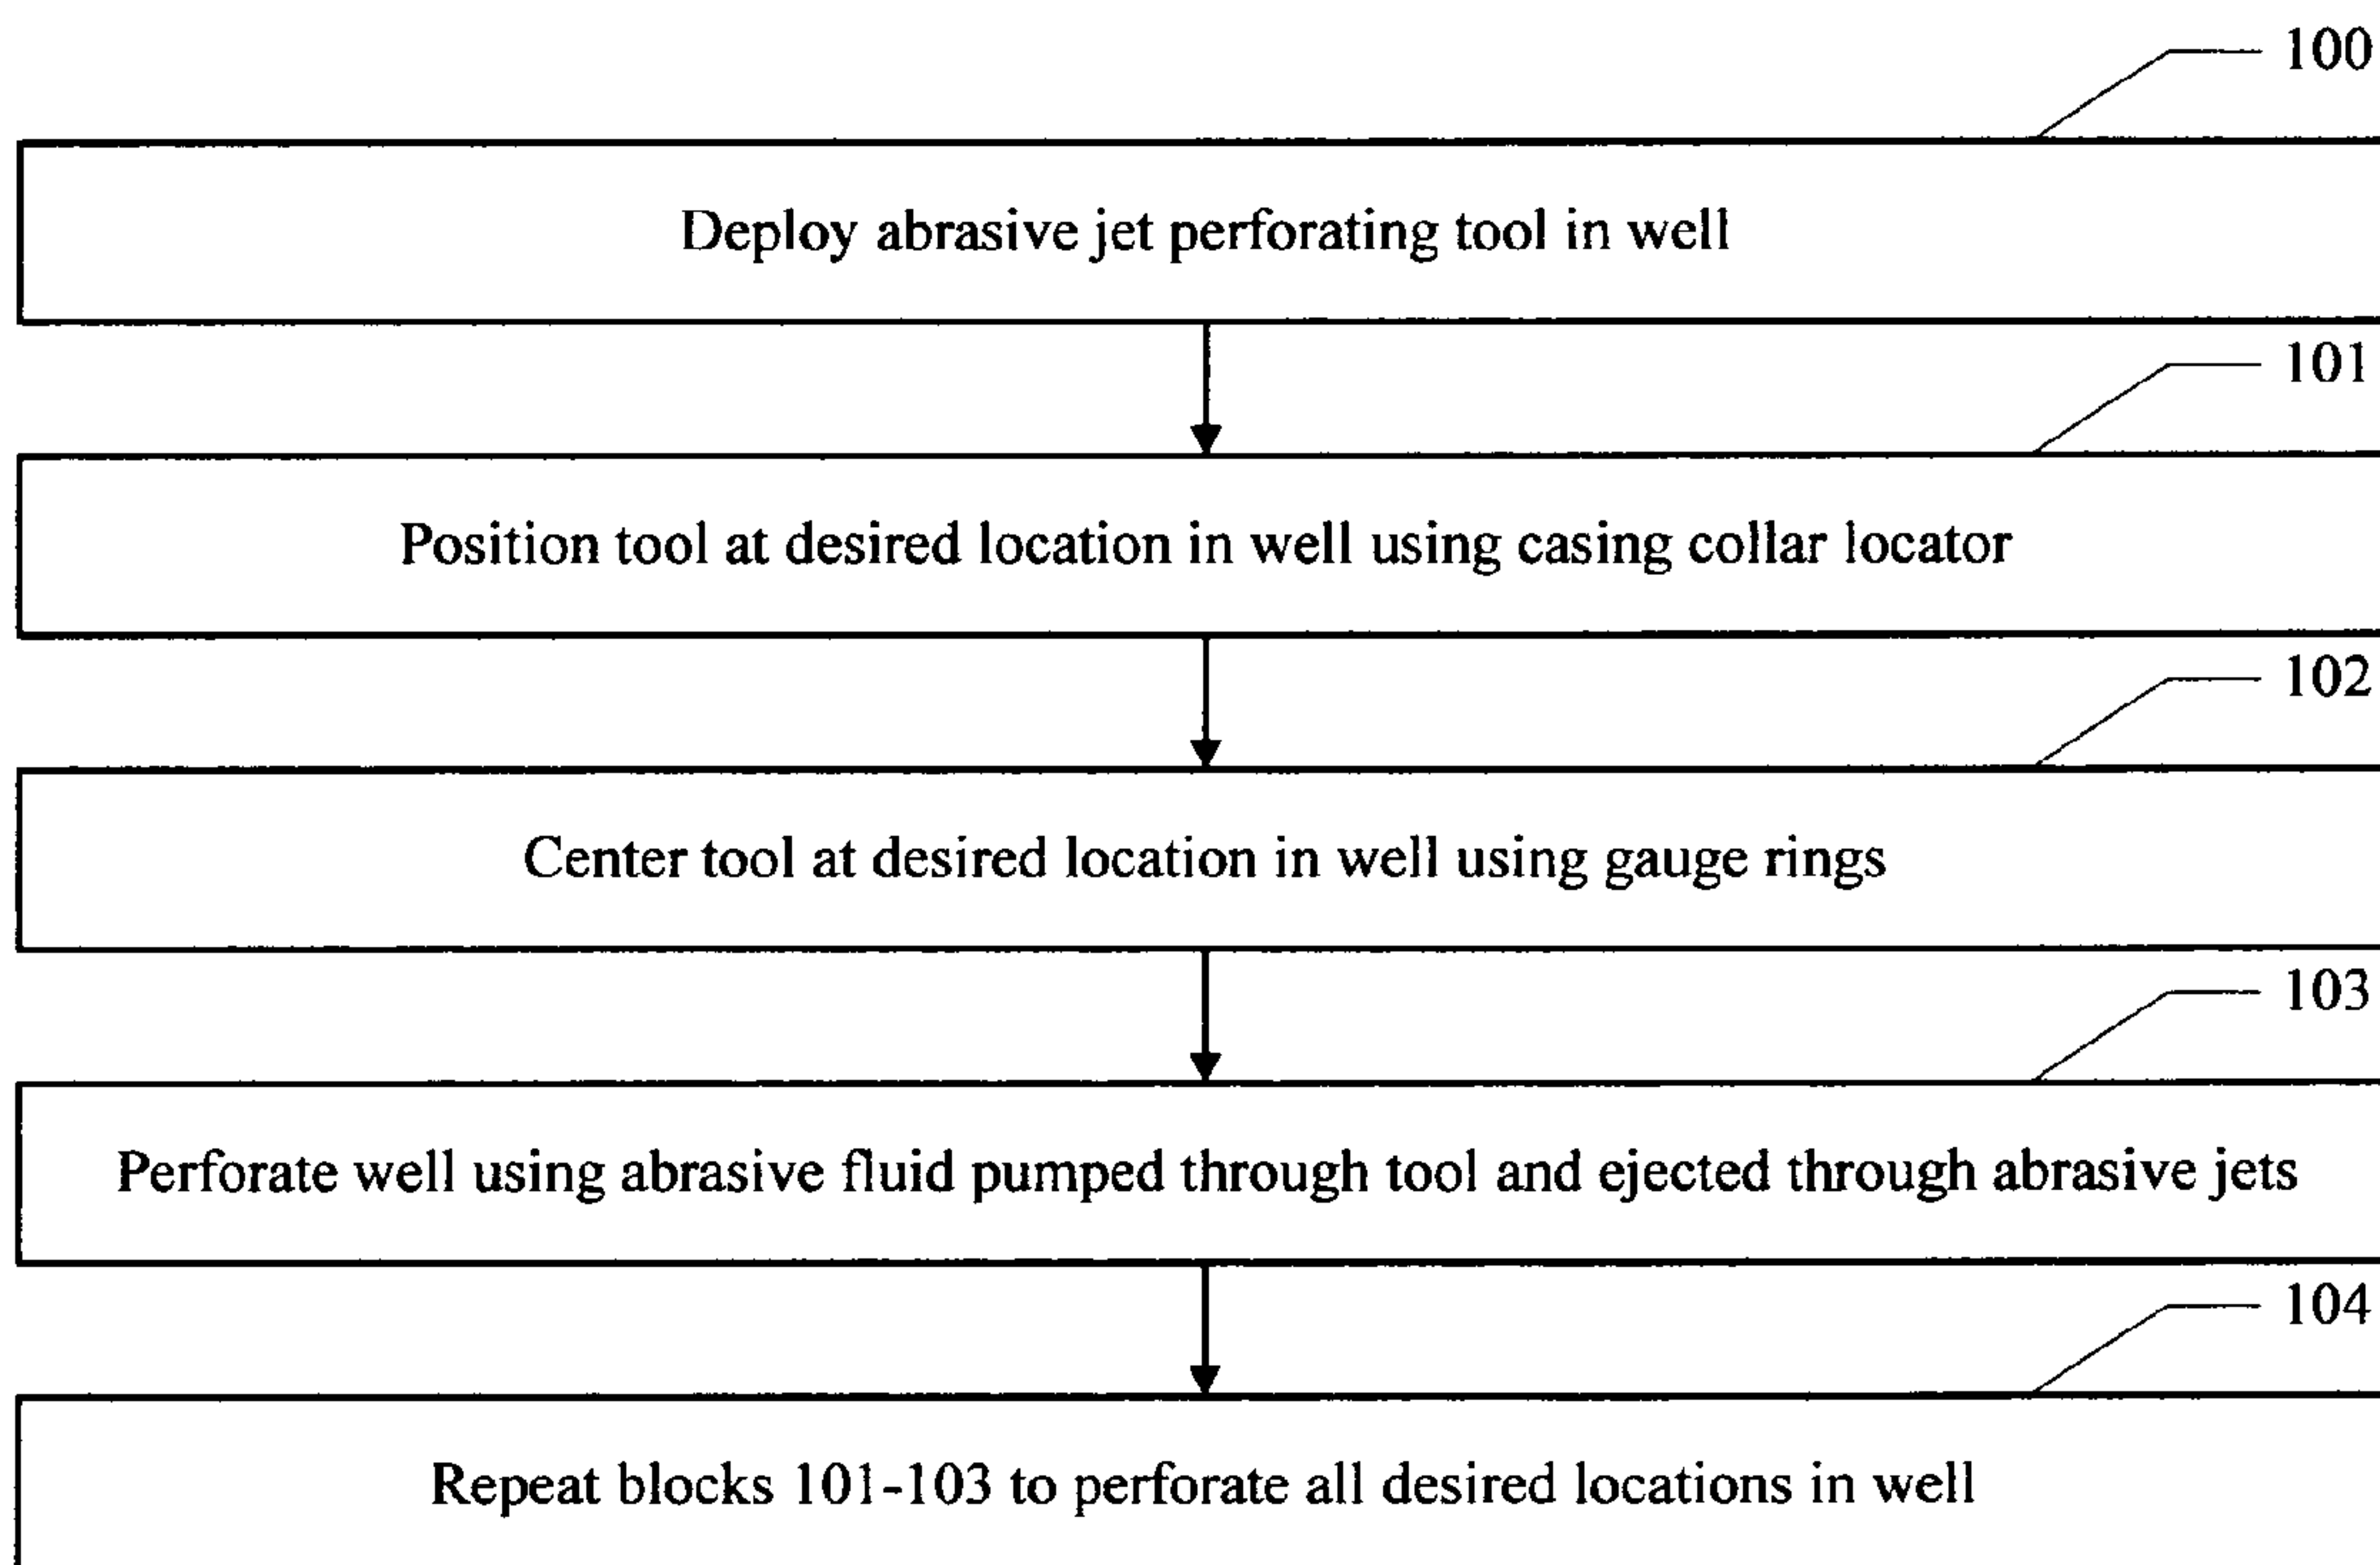 100
Deploy abrasive jet perforating tool in well
101
Position tool at desired location in well using casing collar locator
102
Center tool at desired location in well using gauge rings
103
Perforate well using abrasive fluid pumped through tool and ejected through abrasive jets
104
Repeat blocks 101-103 to perforate all desired locations in well